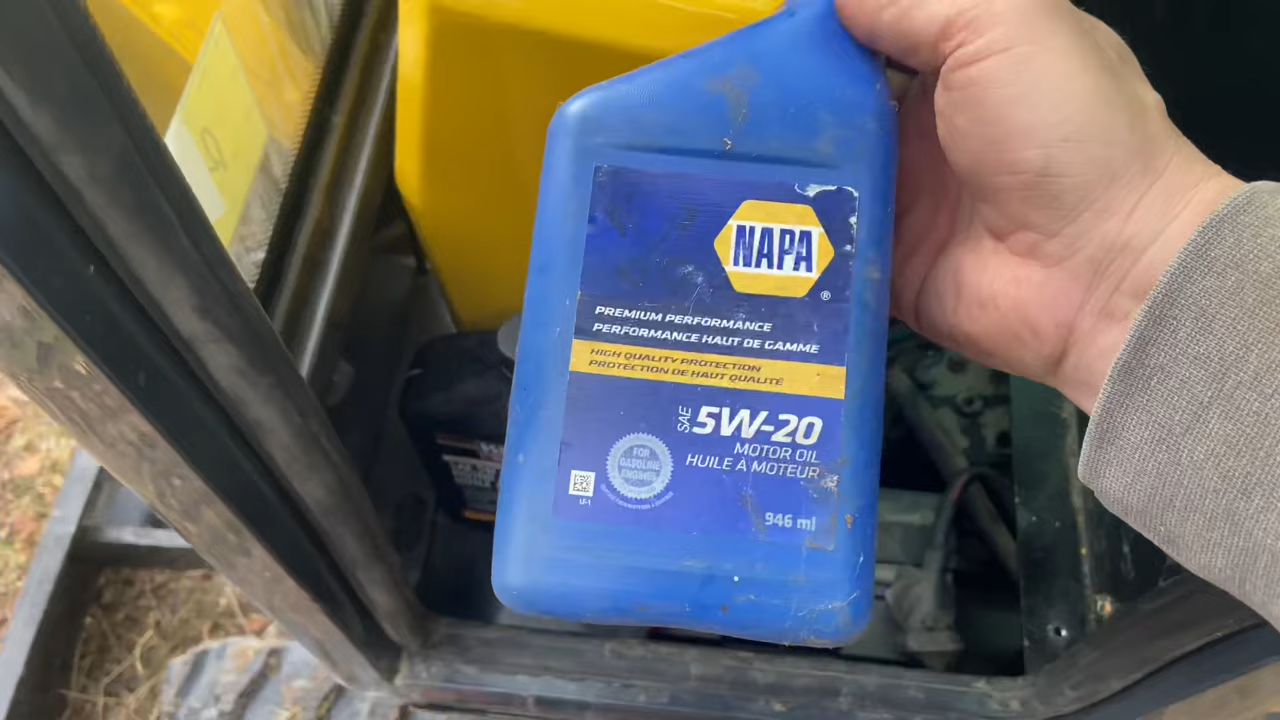 NAPA
®
PREMIUM PERFORMANCE
PERFORMANCE HAUT DE GAMME
HIGH QUALITY PROTECTION
PROTECTION DE HAUT QUALITÉ
SAE 5W-20
MOTOR OIL
HUILE À MOTEUR
FOR
GASOLINE
ENGINES
946 ml